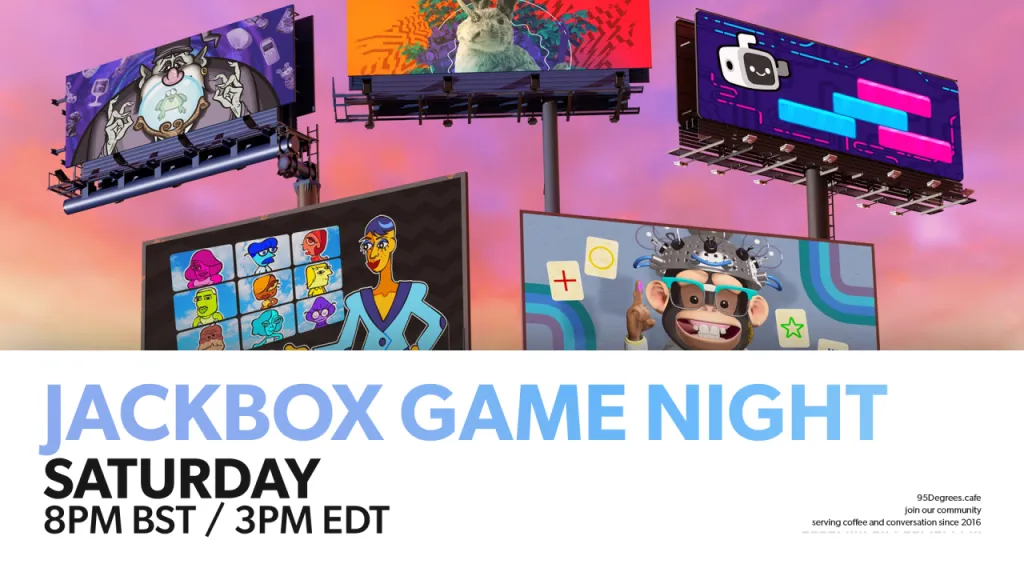 JACKBOX GAME NIGHT
SATURDAY
8PM BST / 3PM EDT
95Degrees.cafe
join our community
serving coffee and conversation since 2016